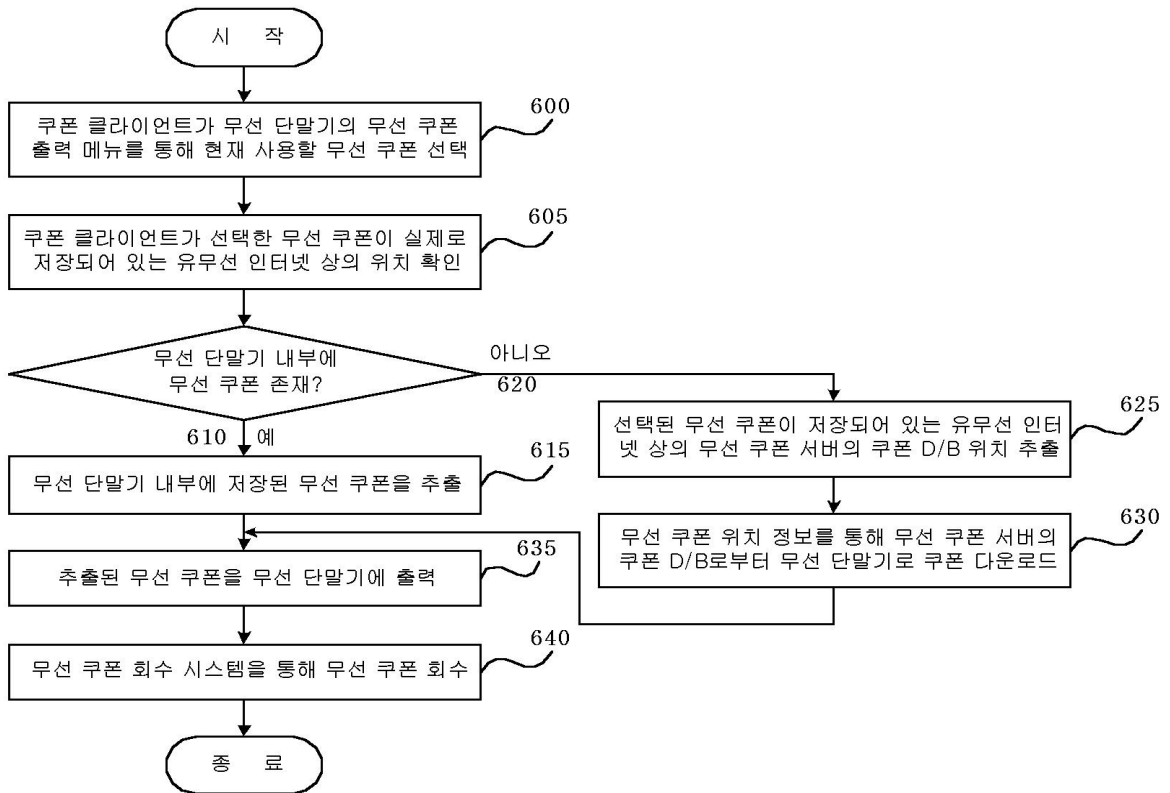 시 작
600
쿠폰 클라이언트가 무선 단말기의 무선 쿠폰
출력 메뉴를 통해 현재 사용할 무선 쿠폰 선택
605
쿠폰 클라이언트가 선택한 무선 쿠폰이 실제로
저장되어 있는 유무선 인터넷 상의 위치 확인
무선 단말기 내부에
무선 쿠폰 존재?
아니오
620
610 예
625
선택된 무선 쿠폰이 저장되어 있는 유무선 인터
넷 상의 무선 쿠폰 서버의 쿠폰 D/B 위치 추출
615
무선 단말기 내부에 저장된 무선 쿠폰을 추출
630
무선 쿠폰 위치 정보를 통해 무선 쿠폰 서버의
쿠폰 D/B로부터 무선 단말기로 쿠폰 다운로드
635
추출된 무선 쿠폰을 무선 단말기에 출력
640
무선 쿠폰 회수 시스템을 통해 무선 쿠폰 회수
종 료